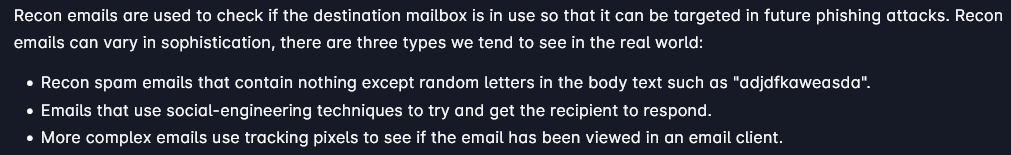 Recon emails are used to check if the destination mailbox is in use so that it can be targeted in future phishing attacks. Recon
emails can vary in sophistication, there are three types we tend to see in the real world:
• Recon spam emails that contain nothing except random letters in the body text such as "adjdfkaweasda".
• Emails that use social-engineering techniques to try and get the recipient to respond.
• More complex emails use tracking pixels to see if the email has been viewed in an email client.